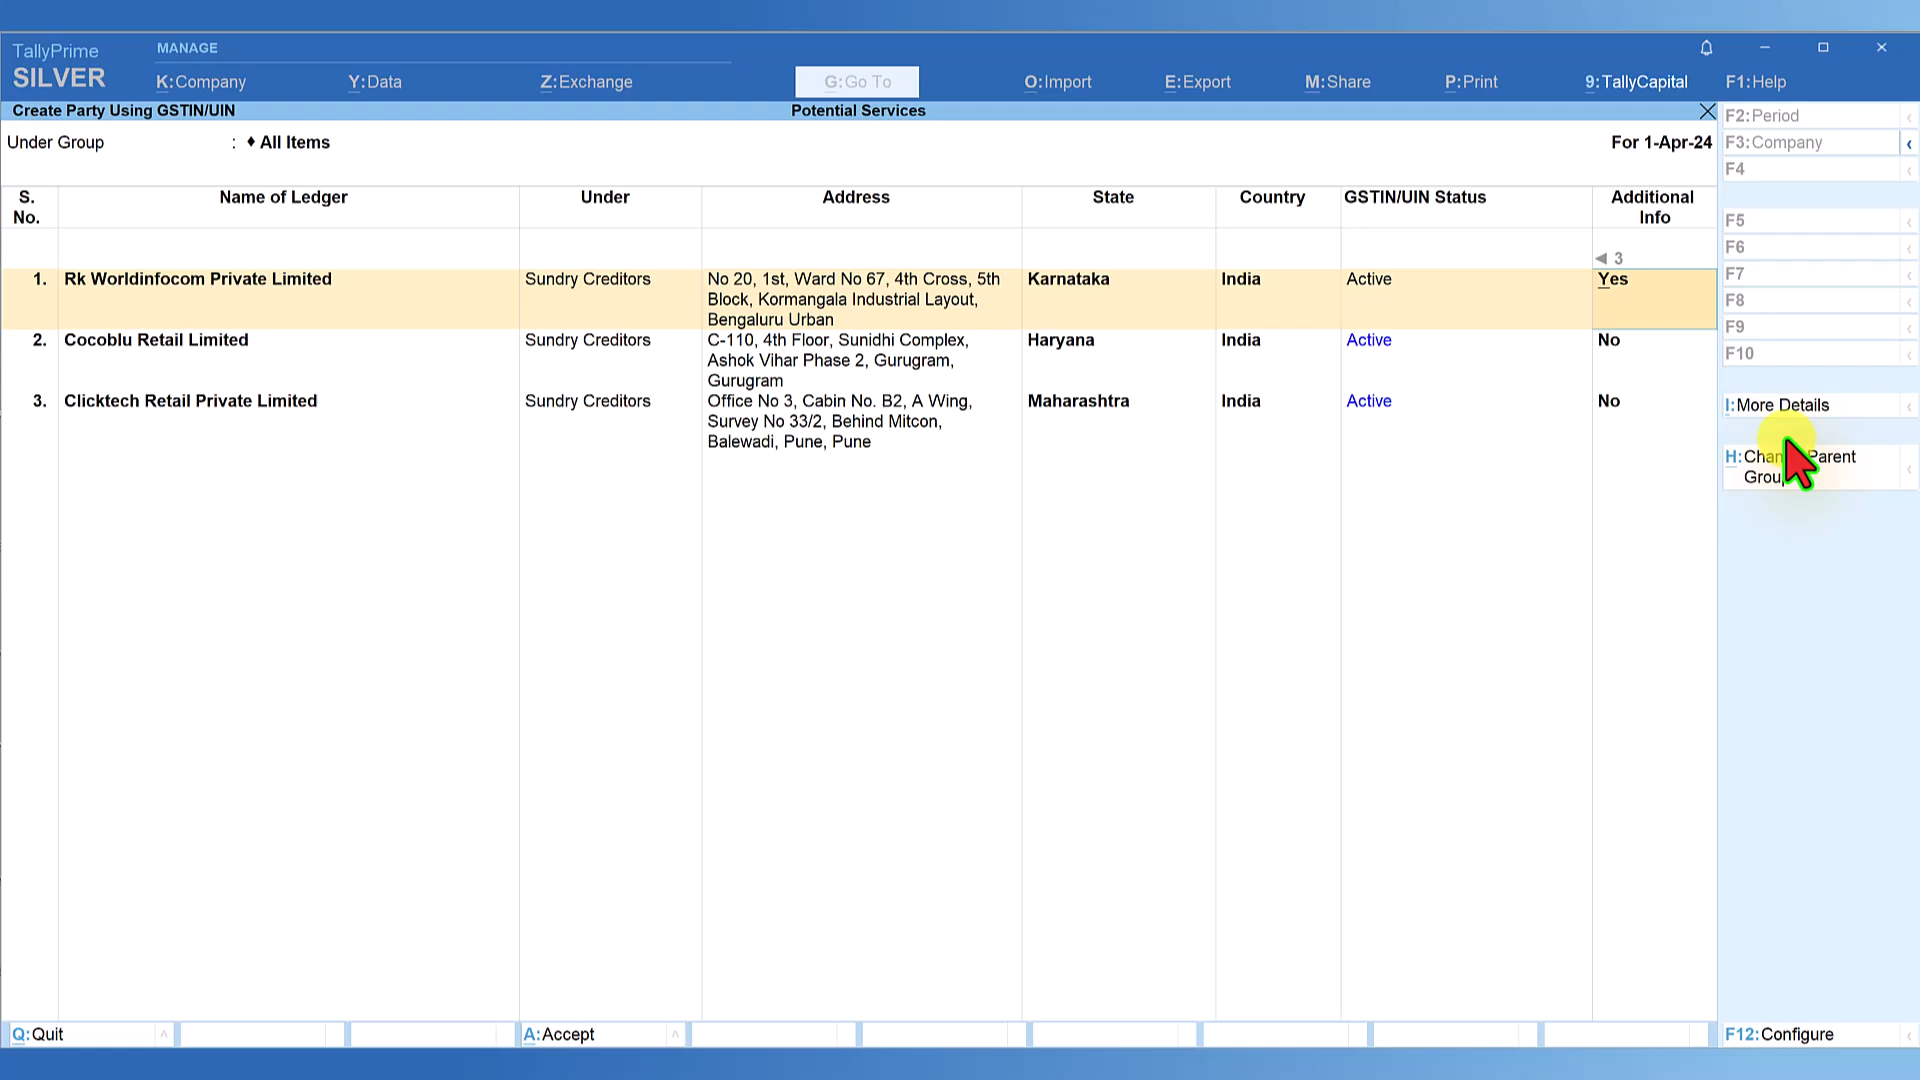 TallyPrime
SILVER
MANAGE
K:Company
Y:Data
Z:Exchange
G:Go To
O:Import
E:Export
M:Share
P:Print
9:TallyCapital
F1:Help
Create Party Using GSTIN/UIN
Potential Services
Under Group : ♦ All Items
For 1-Apr-24
S. No.
Name of Ledger
Under
Address
State
Country
GSTIN/UIN Status
Additional Info
◄ 3
1. Rk Worldinfocom Private Limited Sundry Creditors No 20, 1st, Ward No 67, 4th Cross, 5th Karnataka India Active Yes
Block, Kormangala Industrial Layout,
Bengaluru Urban
2. Cocoblu Retail Limited Sundry Creditors C-110, 4th Floor, Sunidhi Complex, Haryana India Active No
Ashok Vihar Phase 2, Gurugram,
Gurugram
3. Clicktech Retail Private Limited Sundry Creditors Office No 3, Cabin No. B2, A Wing, Maharashtra India Active No
Survey No 33/2, Behind Mitcon,
Balewadi, Pune, Pune
F2:Period
F3:Company
F4
F5
F6
F7
F8
F9
F10
I:More Details
H: Parent
Q:Quit
A:Accept
F12:Configure